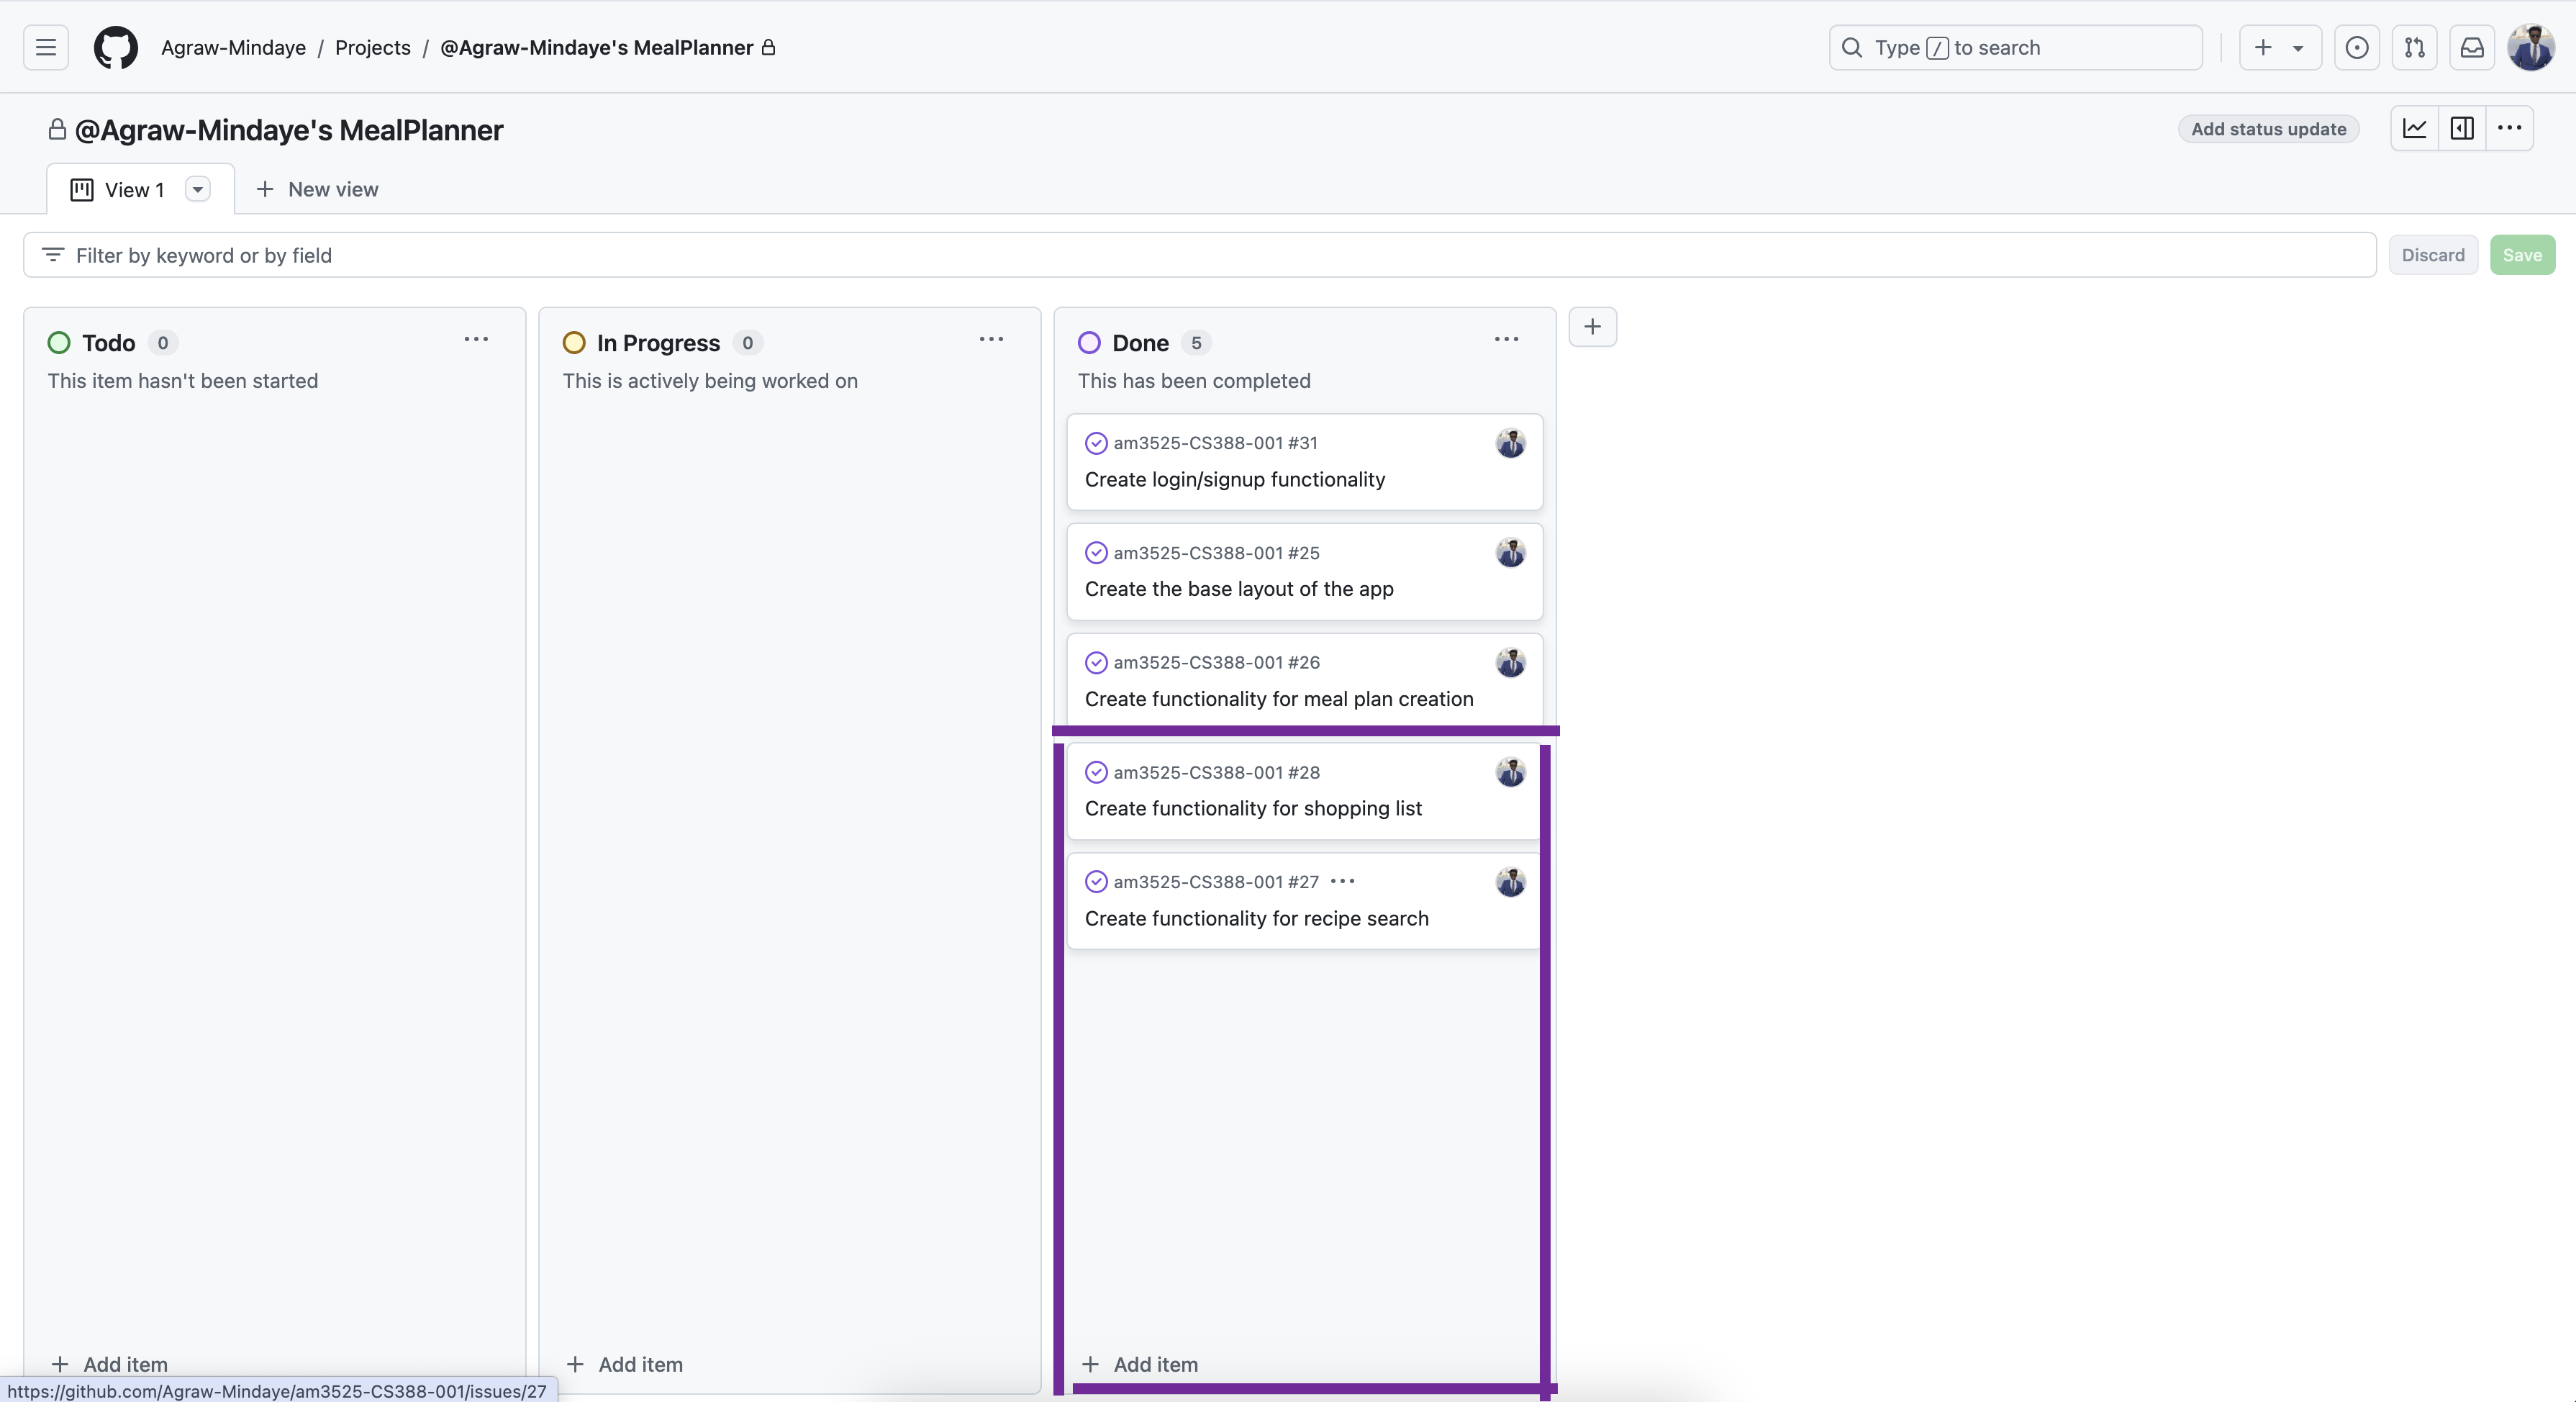 Agraw-Mindaye / Projects / @Agraw-Mindaye's MealPlanner
Type / to search
@Agraw-Mindaye's MealPlanner
Add status update
View 1
New view
Filter by keyword or by field
Discard
Save
Todo 0
This item hasn't been started
Add item
In Progress 0
This is actively being worked on
Add item
Done 5
This has been completed
am3525-CS388-001 #31
Create login/signup functionality
am3525-CS388-001 #25
Create the base layout of the app
am3525-CS388-001 #26
Create functionality for meal plan creation
am3525-CS388-001 #28
Create functionality for shopping list
am3525-CS388-001 #27
Create functionality for recipe search
Add item
https://github.com/Agraw-Mindaye/am3525-CS388-001/issues/27